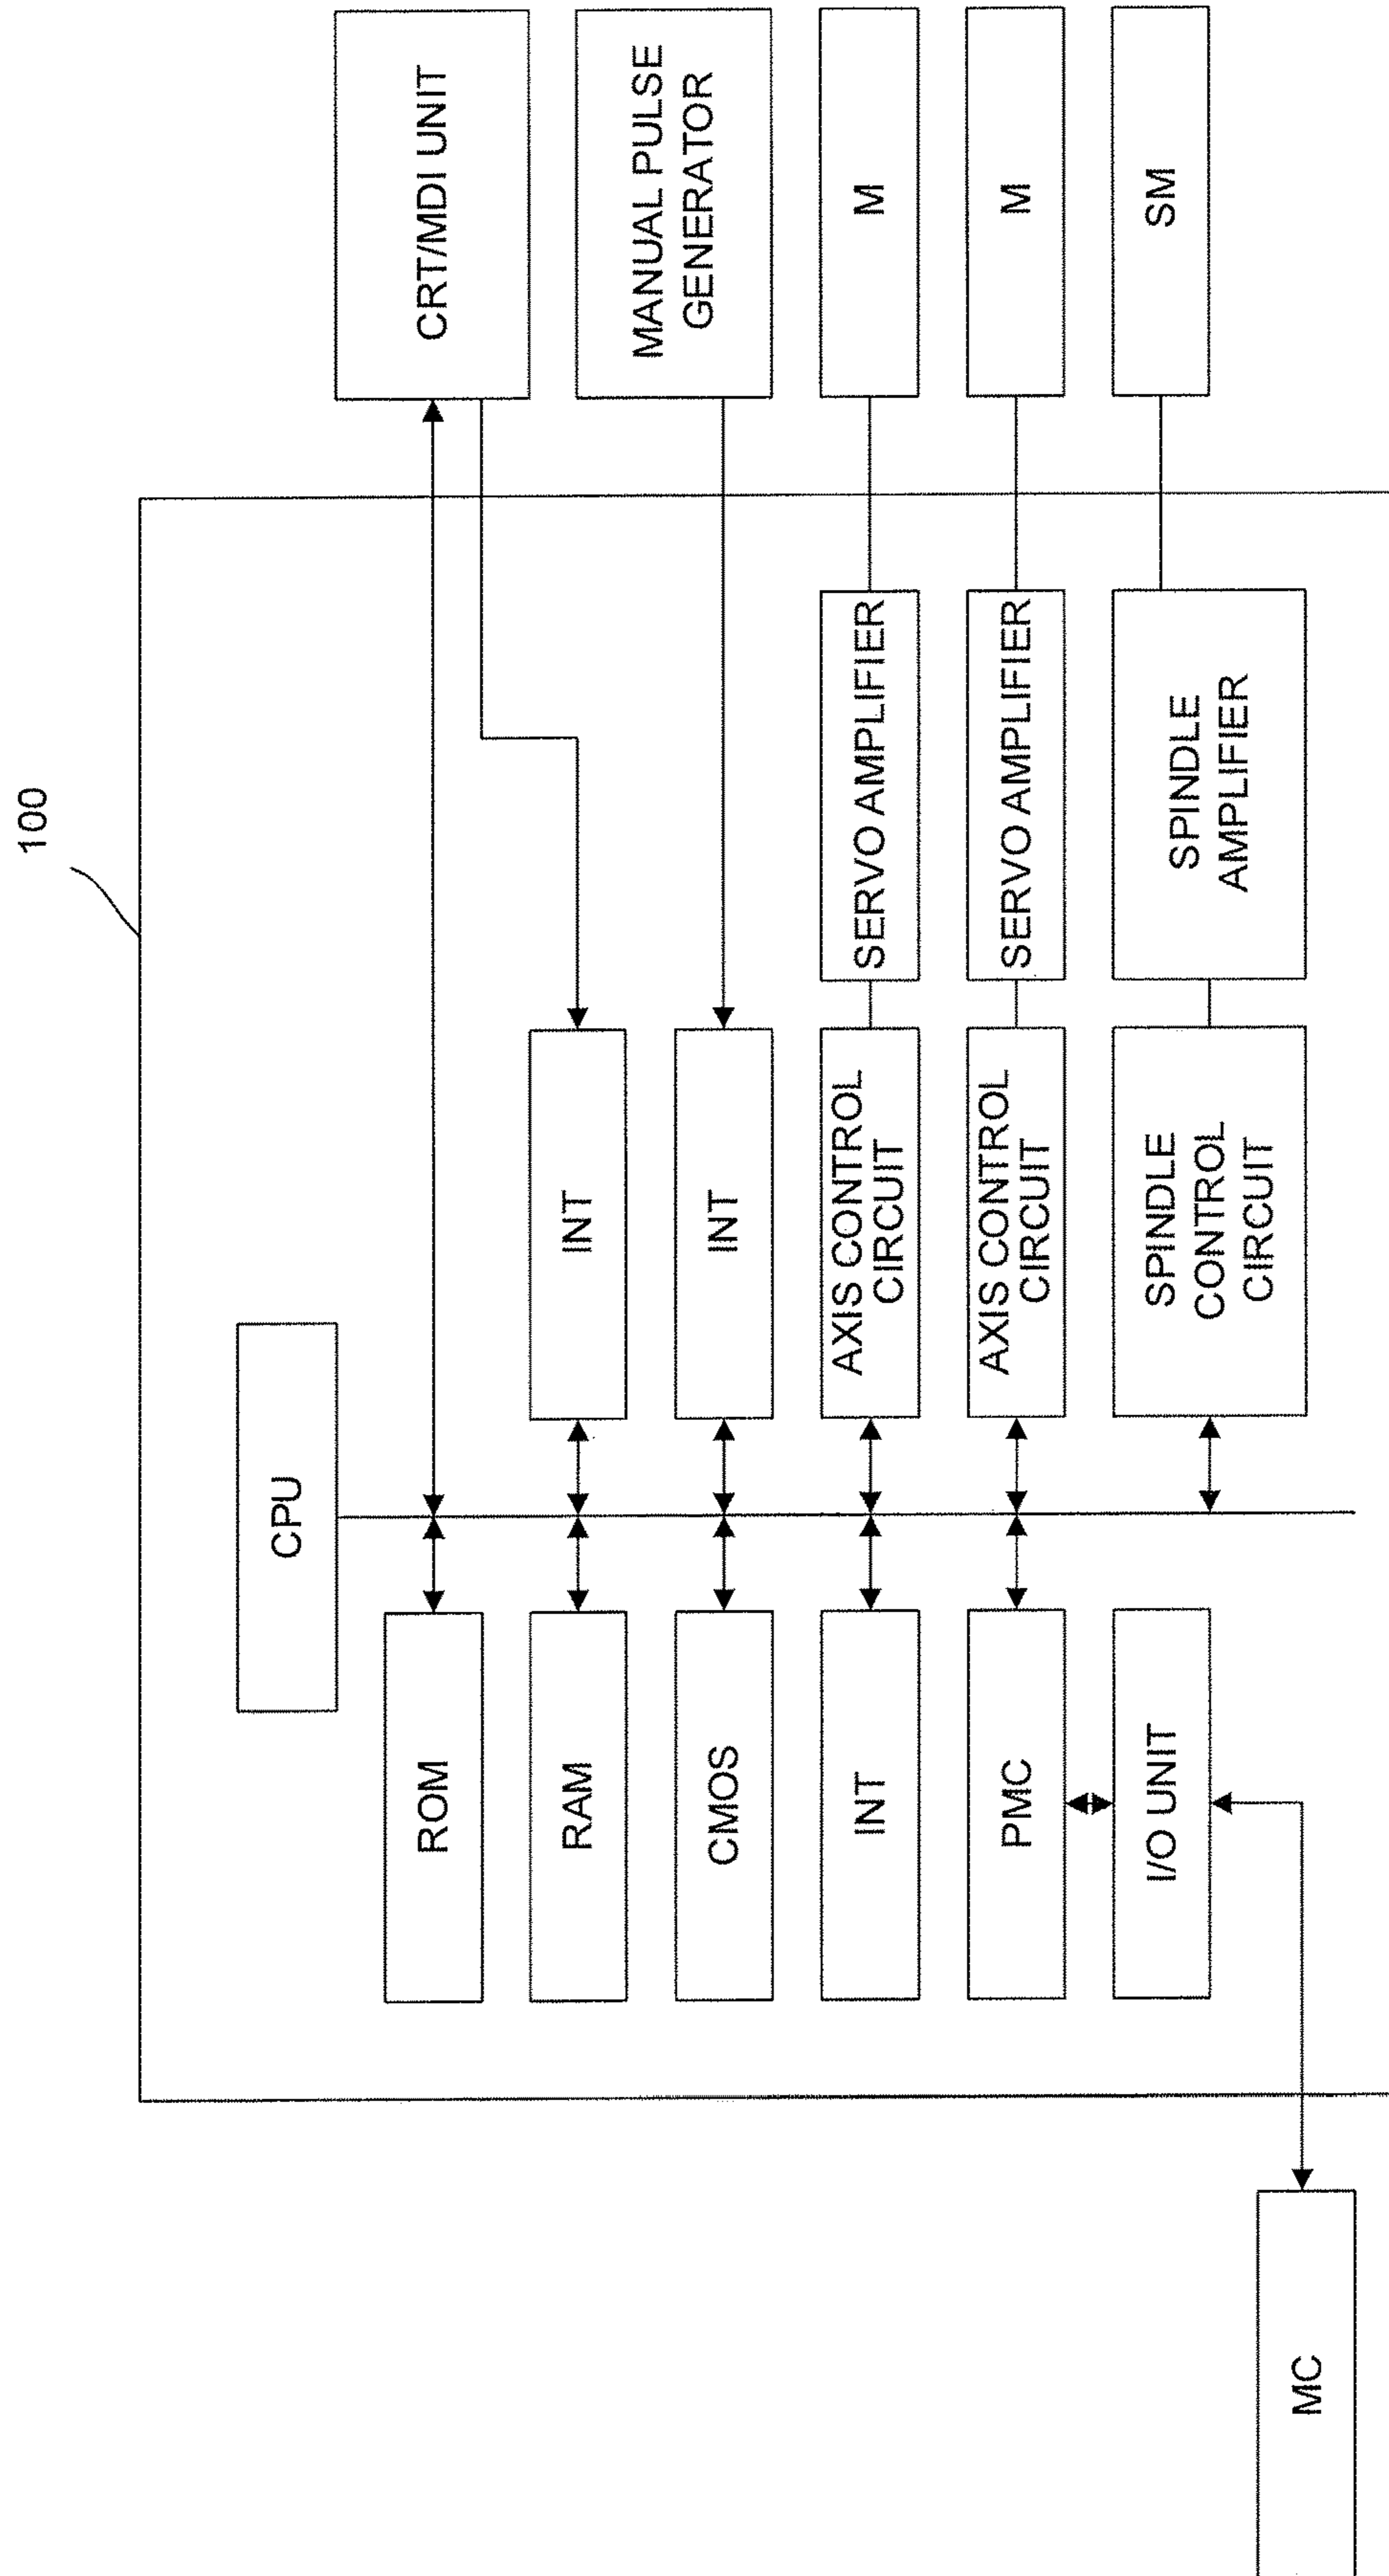 100
CPU
ROM
CRT/MDI UNIT
RAM
INT
CMOS
INT
MANUAL PULSE
GENERATOR
INT
AXIS CONTROL
CIRCUIT
SERVO AMPLIFIER
M
PMC
AXIS CONTROL
CIRCUIT
SERVO AMPLIFIER
M
I/O UNIT
SPINDLE
CONTROL
CIRCUIT
SPINDLE
AMPLIFIER
SM
MC